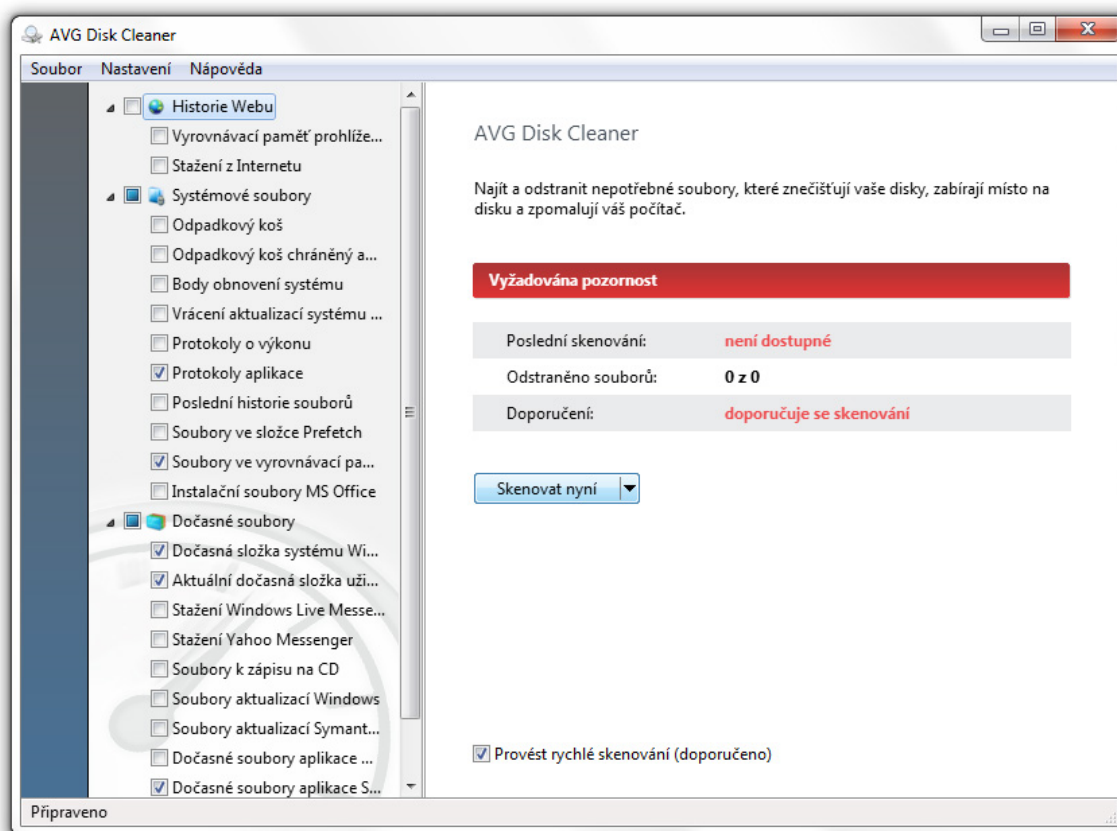 AVG Disk Cleaner
Soubor Nastavení Nápověda
Historie Webu
Vyrovnávací paměť prohlíže...
Stažení z Internetu
Systémové soubory
Odpadkový koš
Odpadkový koš chráněný a...
Body obnovení systému
Vrácení aktualizací systému ...
Protokoly o výkonu
Protokoly aplikace
Poslední historie souborů
Soubory ve složce Prefetch
Soubory ve vyrovnávací pa...
Instalační soubory MS Office
Dočasné soubory
Dočasná složka systému Wi...
Aktuální dočasná složka uži...
Stažení Windows Live Messe...
Stažení Yahoo Messenger
Soubory k zápisu na CD
Soubory aktualizací Windows
Soubory aktualizací Symant...
Dočasné soubory aplikace ...
Dočasné soubory aplikace S...
AVG Disk Cleaner
Najít a odstranit nepotřebné soubory, které znečišťují vaše disky, zabírají místo na
disku a zpomalují váš počítač.
Vyžadována pozornost
Poslední skenování: není dostupné
Odstraněno souborů: 0 z 0
Doporučení: doporučuje se skenování
Skenovat nyní
Provést rychlé skenování (doporučeno)
Připraveno